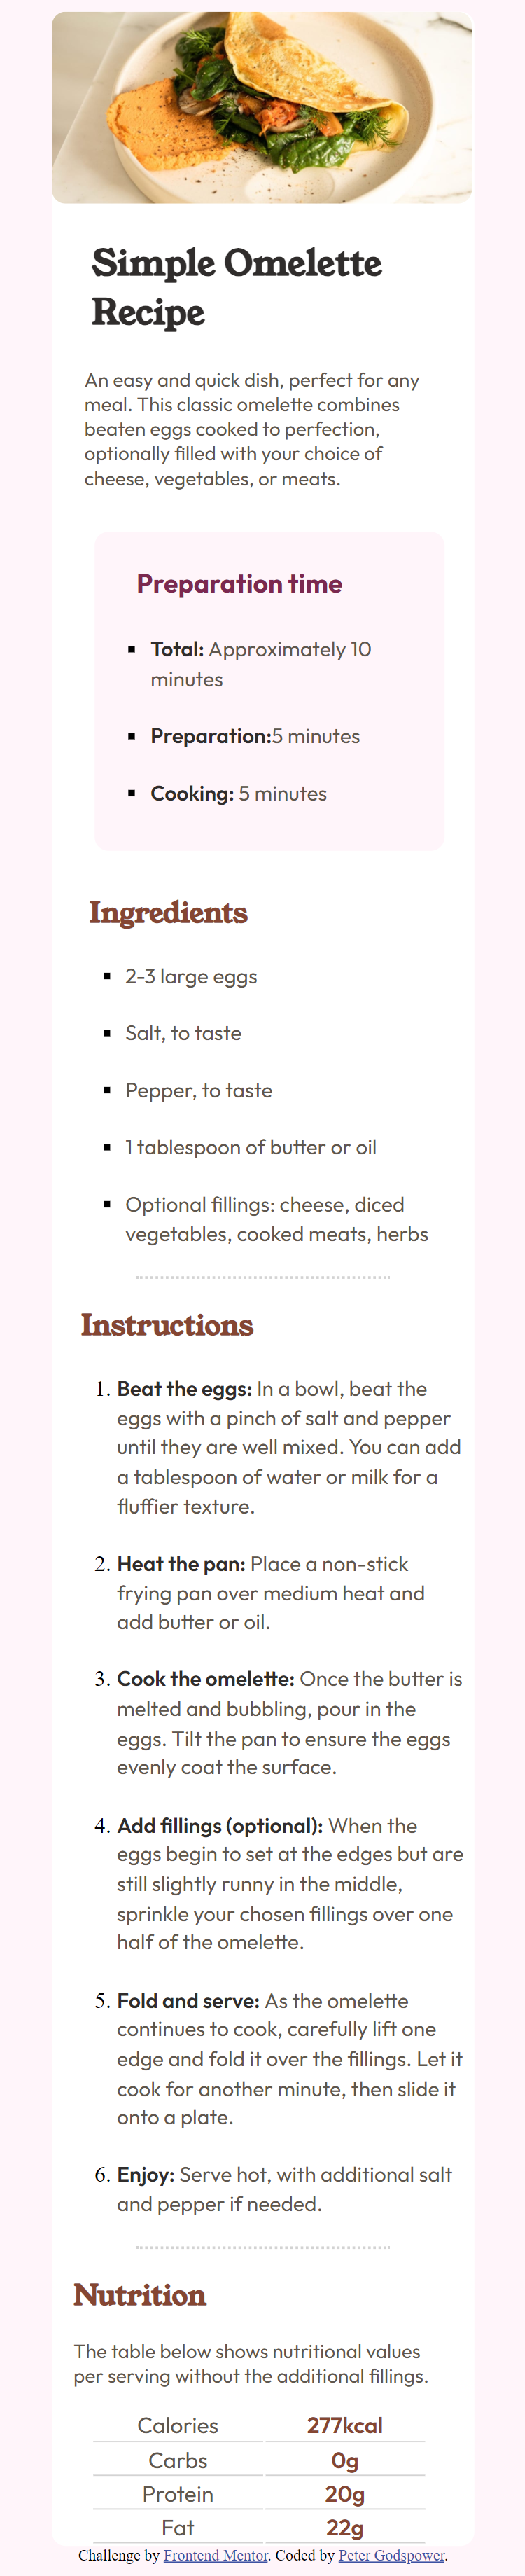 Simple Omelette
Recipe
An easy and quick dish, perfect for any
meal. This classic omelette combines
beaten eggs cooked to perfection,
optionally filled with your choice of
cheese, vegetables, or meats.
Preparation time
Total: Approximately 10
minutes
Preparation:5 minutes
Cooking: 5 minutes
Ingredients
2-3 large eggs
Salt, to taste
Pepper, to taste
1 tablespoon of butter or oil
Optional fillings: cheese, diced
vegetables, cooked meats, herbs
Instructions
1. Beat the eggs: In a bowl, beat the
eggs with a pinch of salt and pepper
until they are well mixed. You can add
a tablespoon of water or milk for a
fluffier texture.
2. Heat the pan: Place a non-stick
frying pan over medium heat and
add butter or oil.
3. Cook the omelette: Once the butter is
melted and bubbling, pour in the
eggs. Tilt the pan to ensure the eggs
evenly coat the surface.
4. Add fillings (optional): When the
eggs begin to set at the edges but are
still slightly runny in the middle,
sprinkle your chosen fillings over one
half of the omelette.
5. Fold and serve: As the omelette
continues to cook, carefully lift one
edge and fold it over the fillings. Let it
cook for another minute, then slide it
onto a plate.
6. Enjoy: Serve hot, with additional salt
and pepper if needed.
Nutrition
The table below shows nutritional values
per serving without the additional fillings.
Calories 277kcal
Carbs 0g
Protein 20g
Fat 22g
Challenge by Frontend Mentor. Coded by Peter Godspower.